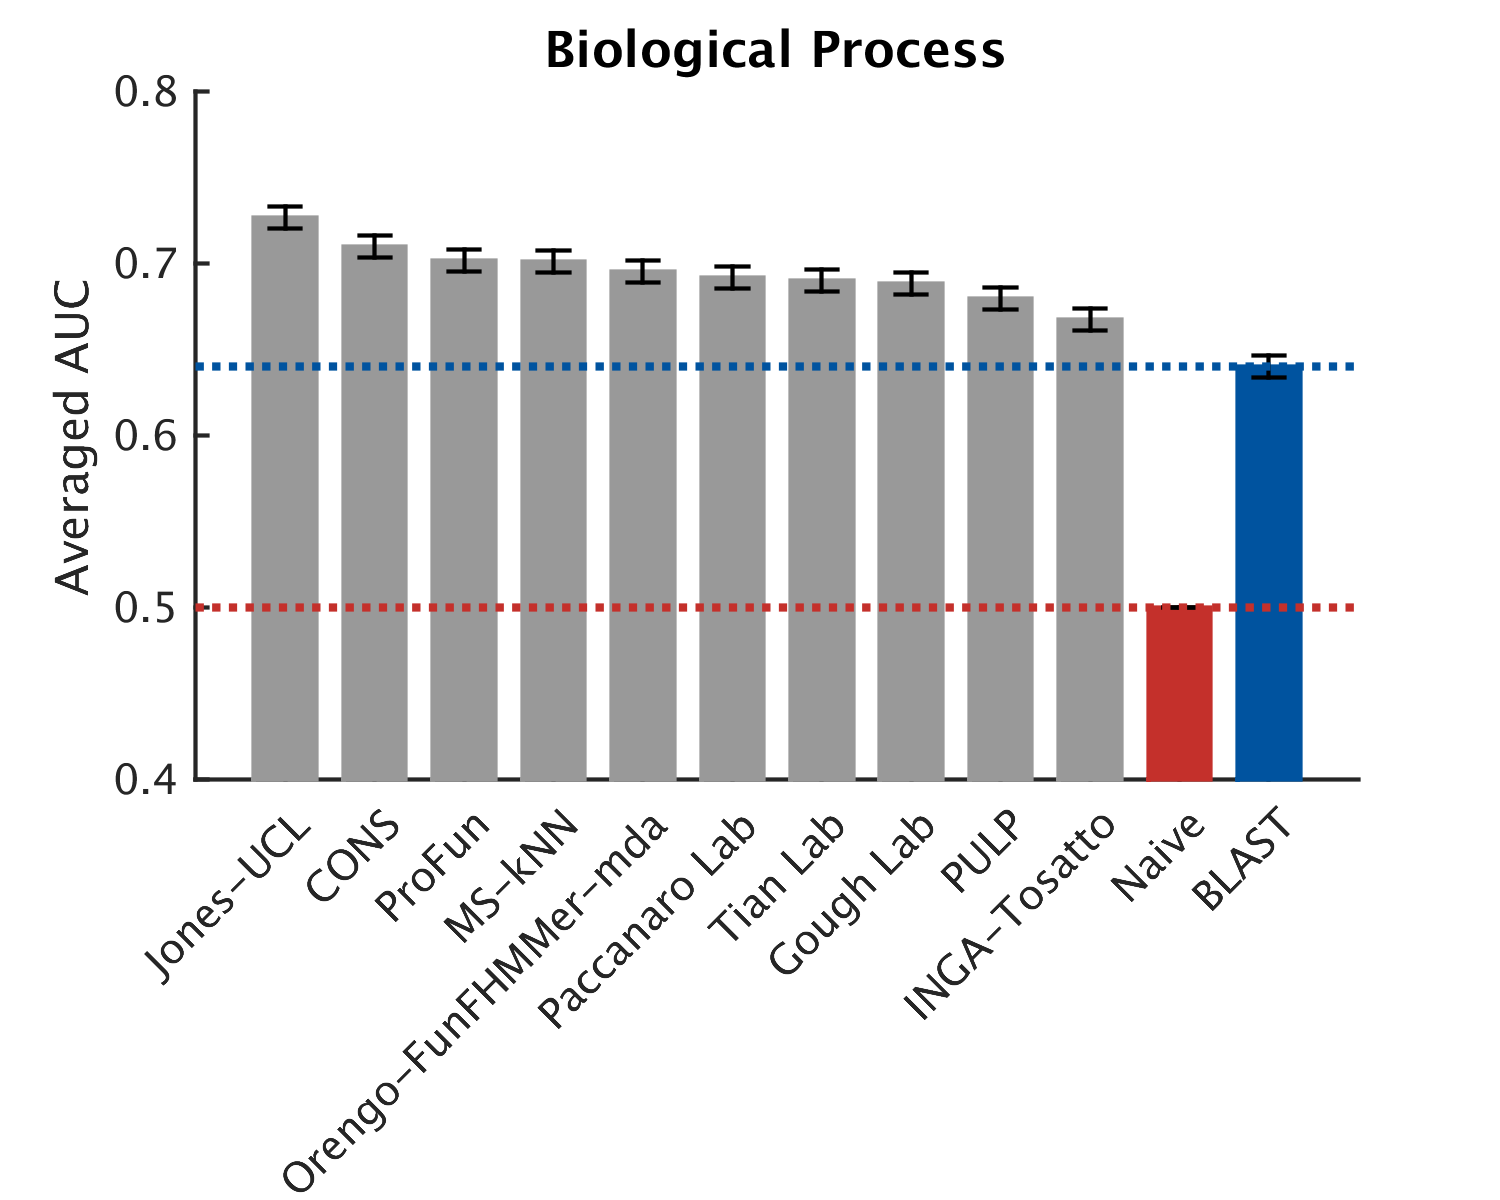 Biological Process
Averaged AUC
0.8
0.7
0.6
0.5
0.4
Jones-UCL
CONS
ProFun
MS-kNN
Orengo-FunFHMMer-mda
Paccanaro Lab
Tian Lab
Gough Lab
PULP
INGA-Tosatto
Naive
BLAST